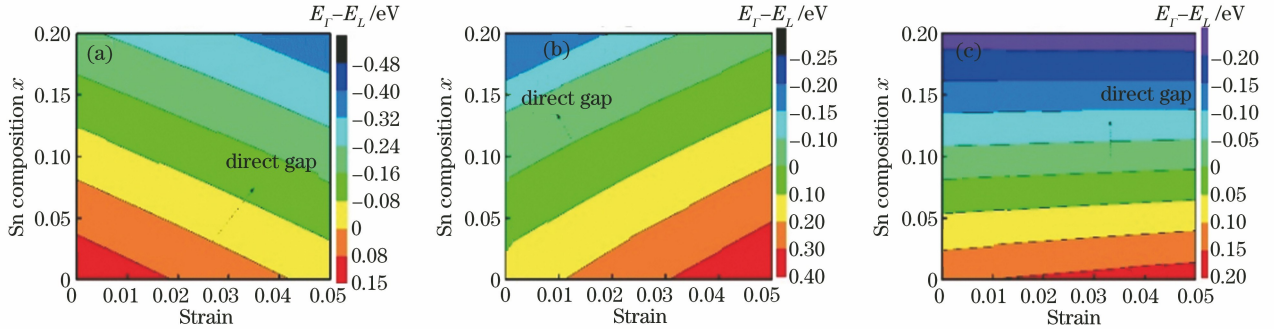 E_Γ–E_L /eV
(a)
0.20
0.15
0.10
0.05
0
Sn composition x
direct gap
0 0.01 0.02 0.03 0.04 0.05
Strain
–0.48
–0.40
–0.32
–0.24
–0.16
–0.08
0
0.08
0.15
E_Γ–E_L /eV
(b)
0.20
0.15
0.10
0.05
0
Sn composition x
direct gap
0 0.01 0.02 0.03 0.04 0.05
Strain
–0.25
–0.20
–0.15
–0.10
0
0.10
0.20
0.30
0.40
E_Γ–E_L /eV
(c)
0.20
0.15
0.10
0.05
0
Sn composition x
direct gap
0 0.01 0.02 0.03 0.04 0.05
Strain
–0.20
–0.20
–0.15
–0.10
–0.05
0
0.05
0.10
0.15
0.20